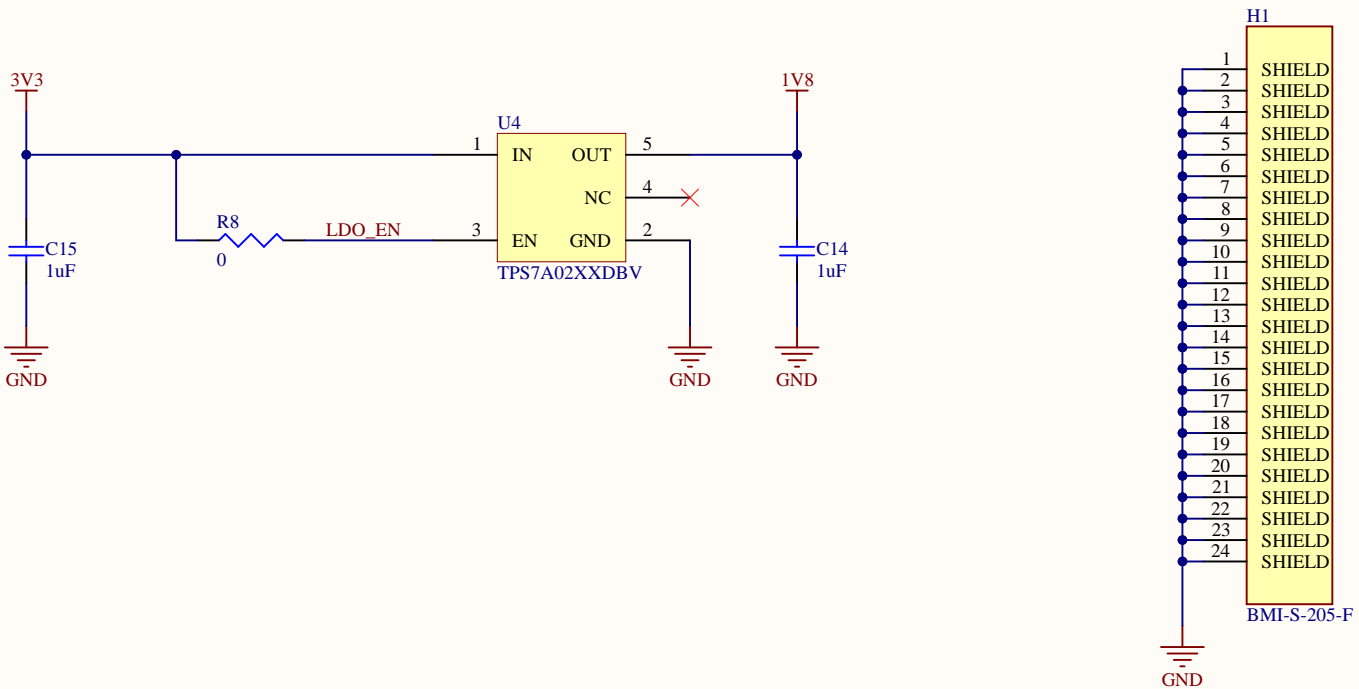 H1
3V3
1V8
U4
1 IN
OUT 5
NC 4
R8
LDO_EN
3 EN
GND 2
0
TPS7A02XXDBV
C15
1uF
C14
1uF
GND
GND
GND
1 SHIELD
2 SHIELD
3 SHIELD
4 SHIELD
5 SHIELD
6 SHIELD
7 SHIELD
8 SHIELD
9 SHIELD
10 SHIELD
11 SHIELD
12 SHIELD
13 SHIELD
14 SHIELD
15 SHIELD
16 SHIELD
17 SHIELD
18 SHIELD
19 SHIELD
20 SHIELD
21 SHIELD
22 SHIELD
23 SHIELD
24 SHIELD
BMI-S-205-F
GND